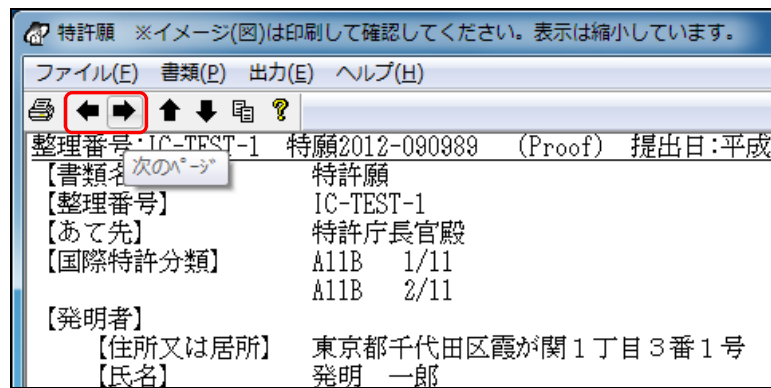 特許願 ※イメージ(図)は印刷して確認してください。表示は縮小しています。
ファイル(F) 書類(P) 出力(E) ヘルプ(H)
整理番号:IC-TEST-1 特願2012-090989 (Proof) 提出日:平成
次のページ
【書類名 特許願
【整理番号】 IC-TEST-1
【あて先】 特許庁長官殿
【国際特許分類】 A11B 1/11
A11B 2/11
【発明者】
【住所又は居所】 東京都千代田区霞が関1丁目3番1号
【氏名】 発明 一郎